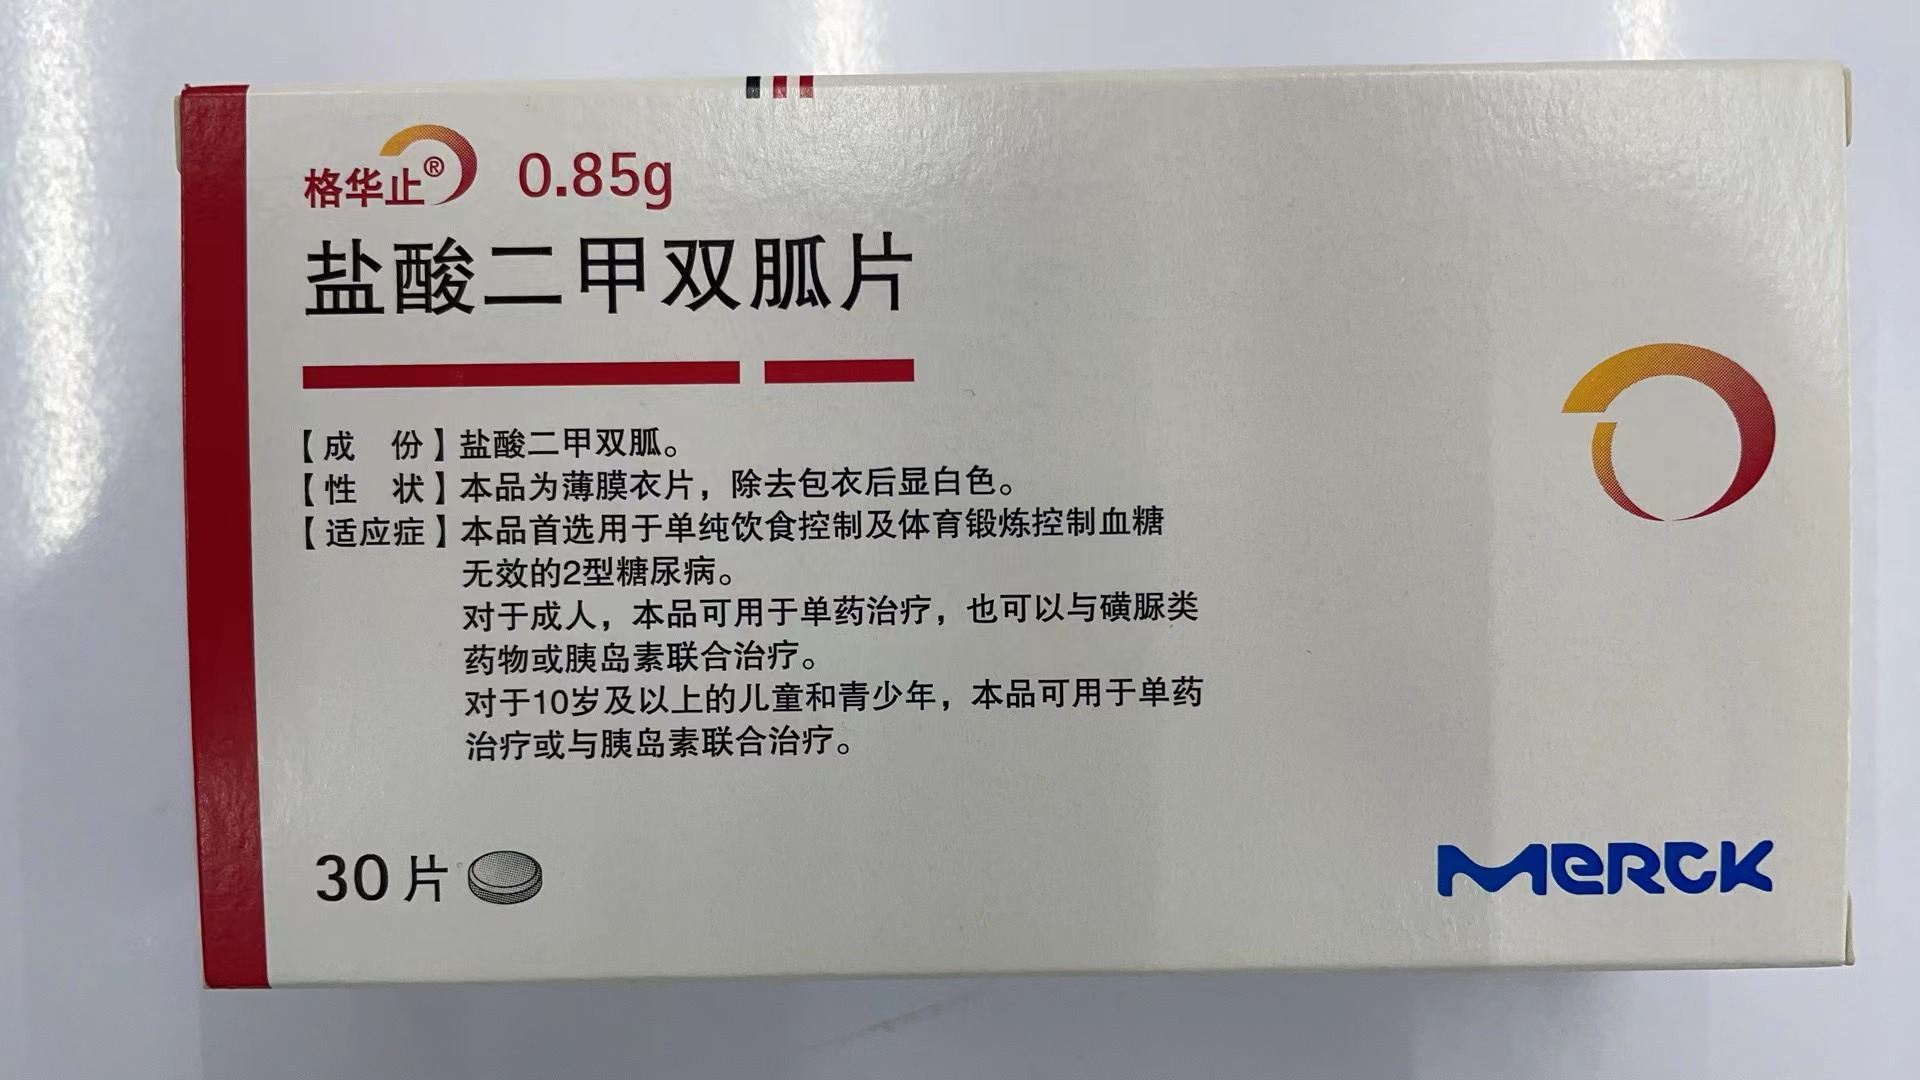 格华止® 0.85g
盐酸二甲双胍片
【成 份】盐酸二甲双胍。
【性 状】本品为薄膜衣片，除去包衣后显白色。
【适应症】本品首选用于单纯饮食控制及体育锻炼控制血糖
无效的2型糖尿病。
对于成人，本品可用于单药治疗，也可以与磺脲类
药物或胰岛素联合治疗。
对于10岁及以上的儿童和青少年，本品可用于单药
治疗或与胰岛素联合治疗。
30片
MERCK